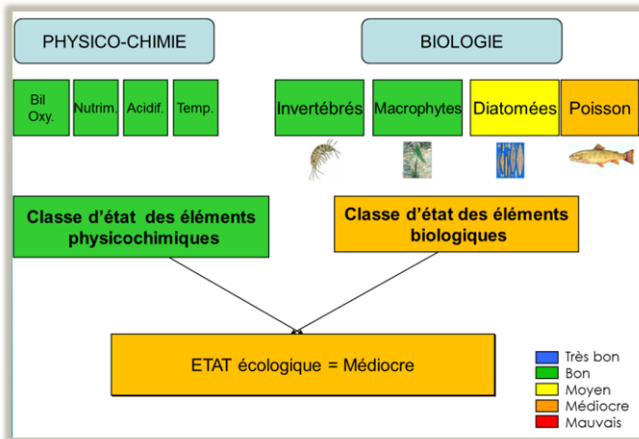 PHYSICO-CHIMIE
BIOLOGIE
Bil
Oxy.
Nutrim.
Acidif.
Temp.
Invertébrés
Macrophytes
Diatomées
Poisson
Classe d'état des éléments
physicochimiques
Classe d'état des éléments
biologiques
ETAT écologique = Médiocre
Très bon
Bon
Moyen
Médiocre
Mauvais